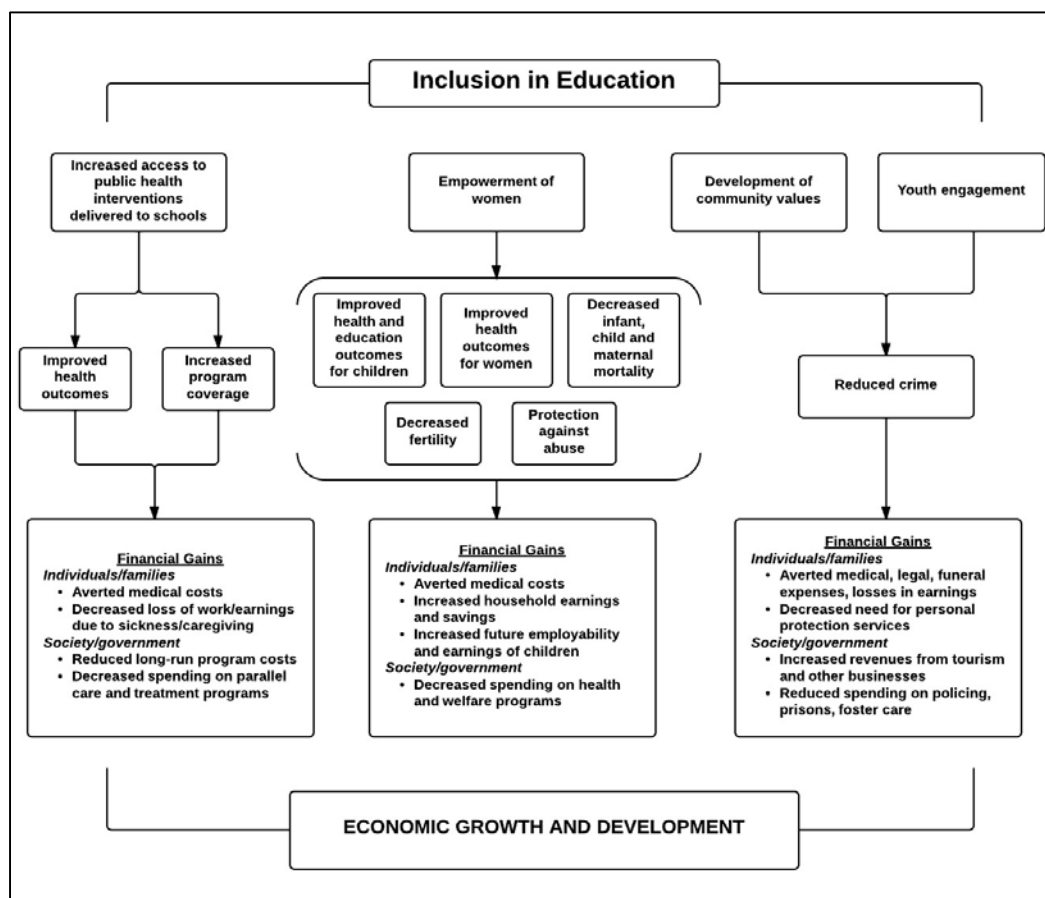 Inclusion in Education
Increased access to
public health
interventions
delivered to schools
Empowerment of
women
Development of
community values
Youth engagement
Improved
health
outcomes
Increased
program
coverage
Improved
health and
education
outcomes
for children
Improved
health
outcomes
for women
Decreased
infant,
child and
maternal
mortality
Decreased
fertility
Protection
against
abuse
Reduced crime
Financial Gains
Individuals/families
• Averted medical costs
• Decreased loss of work/earnings
due to sickness/caregiving
Society/government
• Reduced long-run program costs
• Decreased spending on parallel
care and treatment programs
Financial Gains
Individuals/families
• Averted medical costs
• Increased household earnings
and savings
• Increased future employability
and earnings of children
Society/government
• Decreased spending on health
and welfare programs
Financial Gains
Individuals/families
• Averted medical, legal, funeral
expenses, losses in earnings
• Decreased need for personal
protection services
Society/government
• Increased revenues from tourism
and other businesses
• Reduced spending on policing,
prisons, foster care
ECONOMIC GROWTH AND DEVELOPMENT